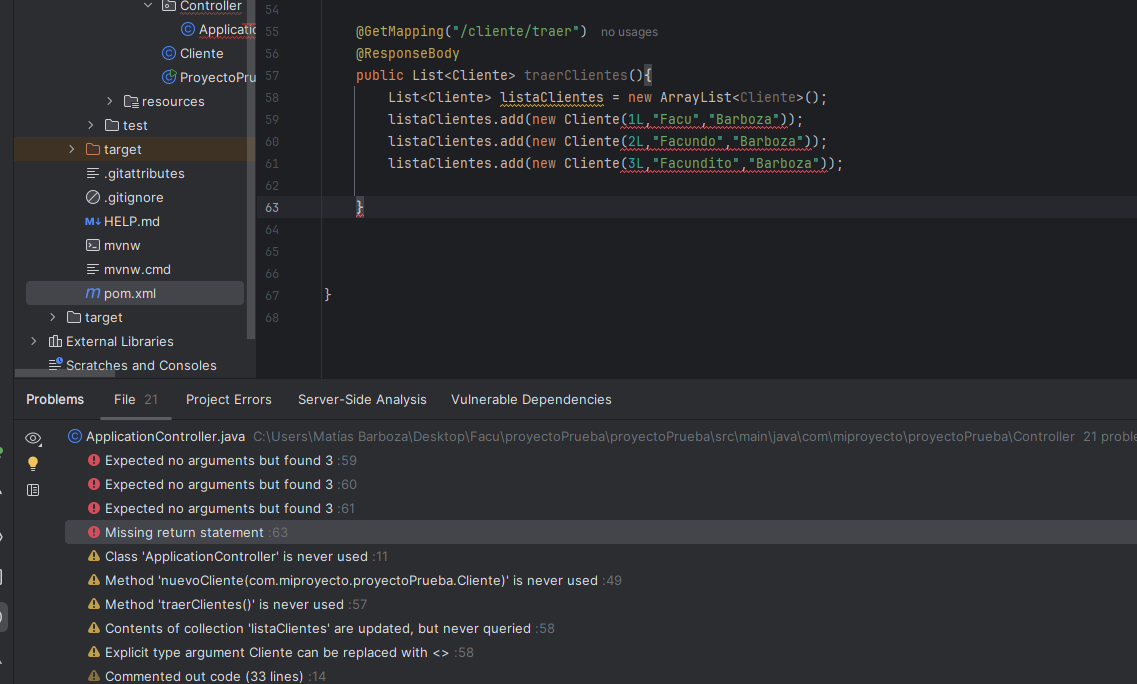 Controller
Applicatio
Cliente
ProyectoPru
resources
test
target
.gitattributes
.gitignore
HELP.md
mvnw
mvnw.cmd
pom.xml
target
External Libraries
Scratches and Consoles
54
55 @GetMapping("/cliente/traer") no usages
56 @ResponseBody
57 public List<Cliente> traerClientes(){
58 List<Cliente> listaClientes = new ArrayList<Cliente>();
59 listaClientes.add(new Cliente(1L,"Facu","Barboza"));
60 listaClientes.add(new Cliente(2L,"Facundo","Barboza"));
61 listaClientes.add(new Cliente(3L,"Facundito","Barboza"));
62
63 }
64
65
66
67 }
68
Problems File 21 Project Errors Server-Side Analysis Vulnerable Dependencies
ApplicationController.java C:\Users\Matías Barboza\Desktop\Facu\proyectoPrueba\proyectoPrueba\src\main\java\com\miproyecto\proyectoPrueba\Controller 21 proble
Expected no arguments but found 3 :59
Expected no arguments but found 3 :60
Expected no arguments but found 3 :61
Missing return statement :63
Class 'ApplicationController' is never used :11
Method 'nuevoCliente(com.miproyecto.proyectoPrueba.Cliente)' is never used :49
Method 'traerClientes()' is never used :57
Contents of collection 'listaClientes' are updated, but never queried :58
Explicit type argument Cliente can be replaced with <> :58
Commented out code (33 lines) :14